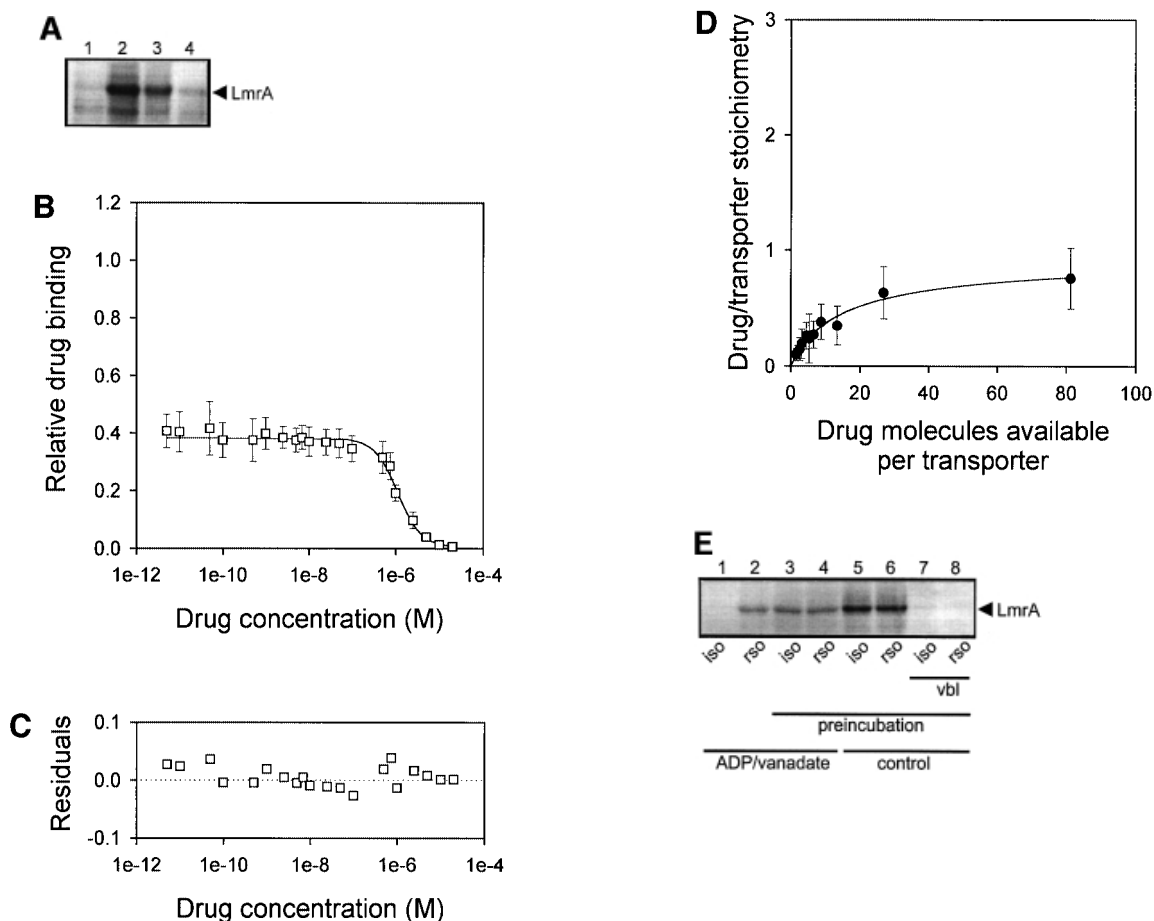 A
1 2 3 4
LmrA
B
Relative drug binding
1.2
1.0
0.8
0.6
0.4
0.2
0.0
1e-12 1e-10 1e-8 1e-6 1e-4
Drug concentration (M)
C
Residuals
0.1
0.0
-0.1
1e-12 1e-10 1e-8 1e-6 1e-4
Drug concentration (M)
D
Drug/transporter stoichiometry
3
2
1
0
0 20 40 60 80 100
Drug molecules available
per transporter
E
1 2 3 4 5 6 7 8
LmrA
iso rso iso rso iso rso iso rso
vbl
preincubation
ADP/vanadate control